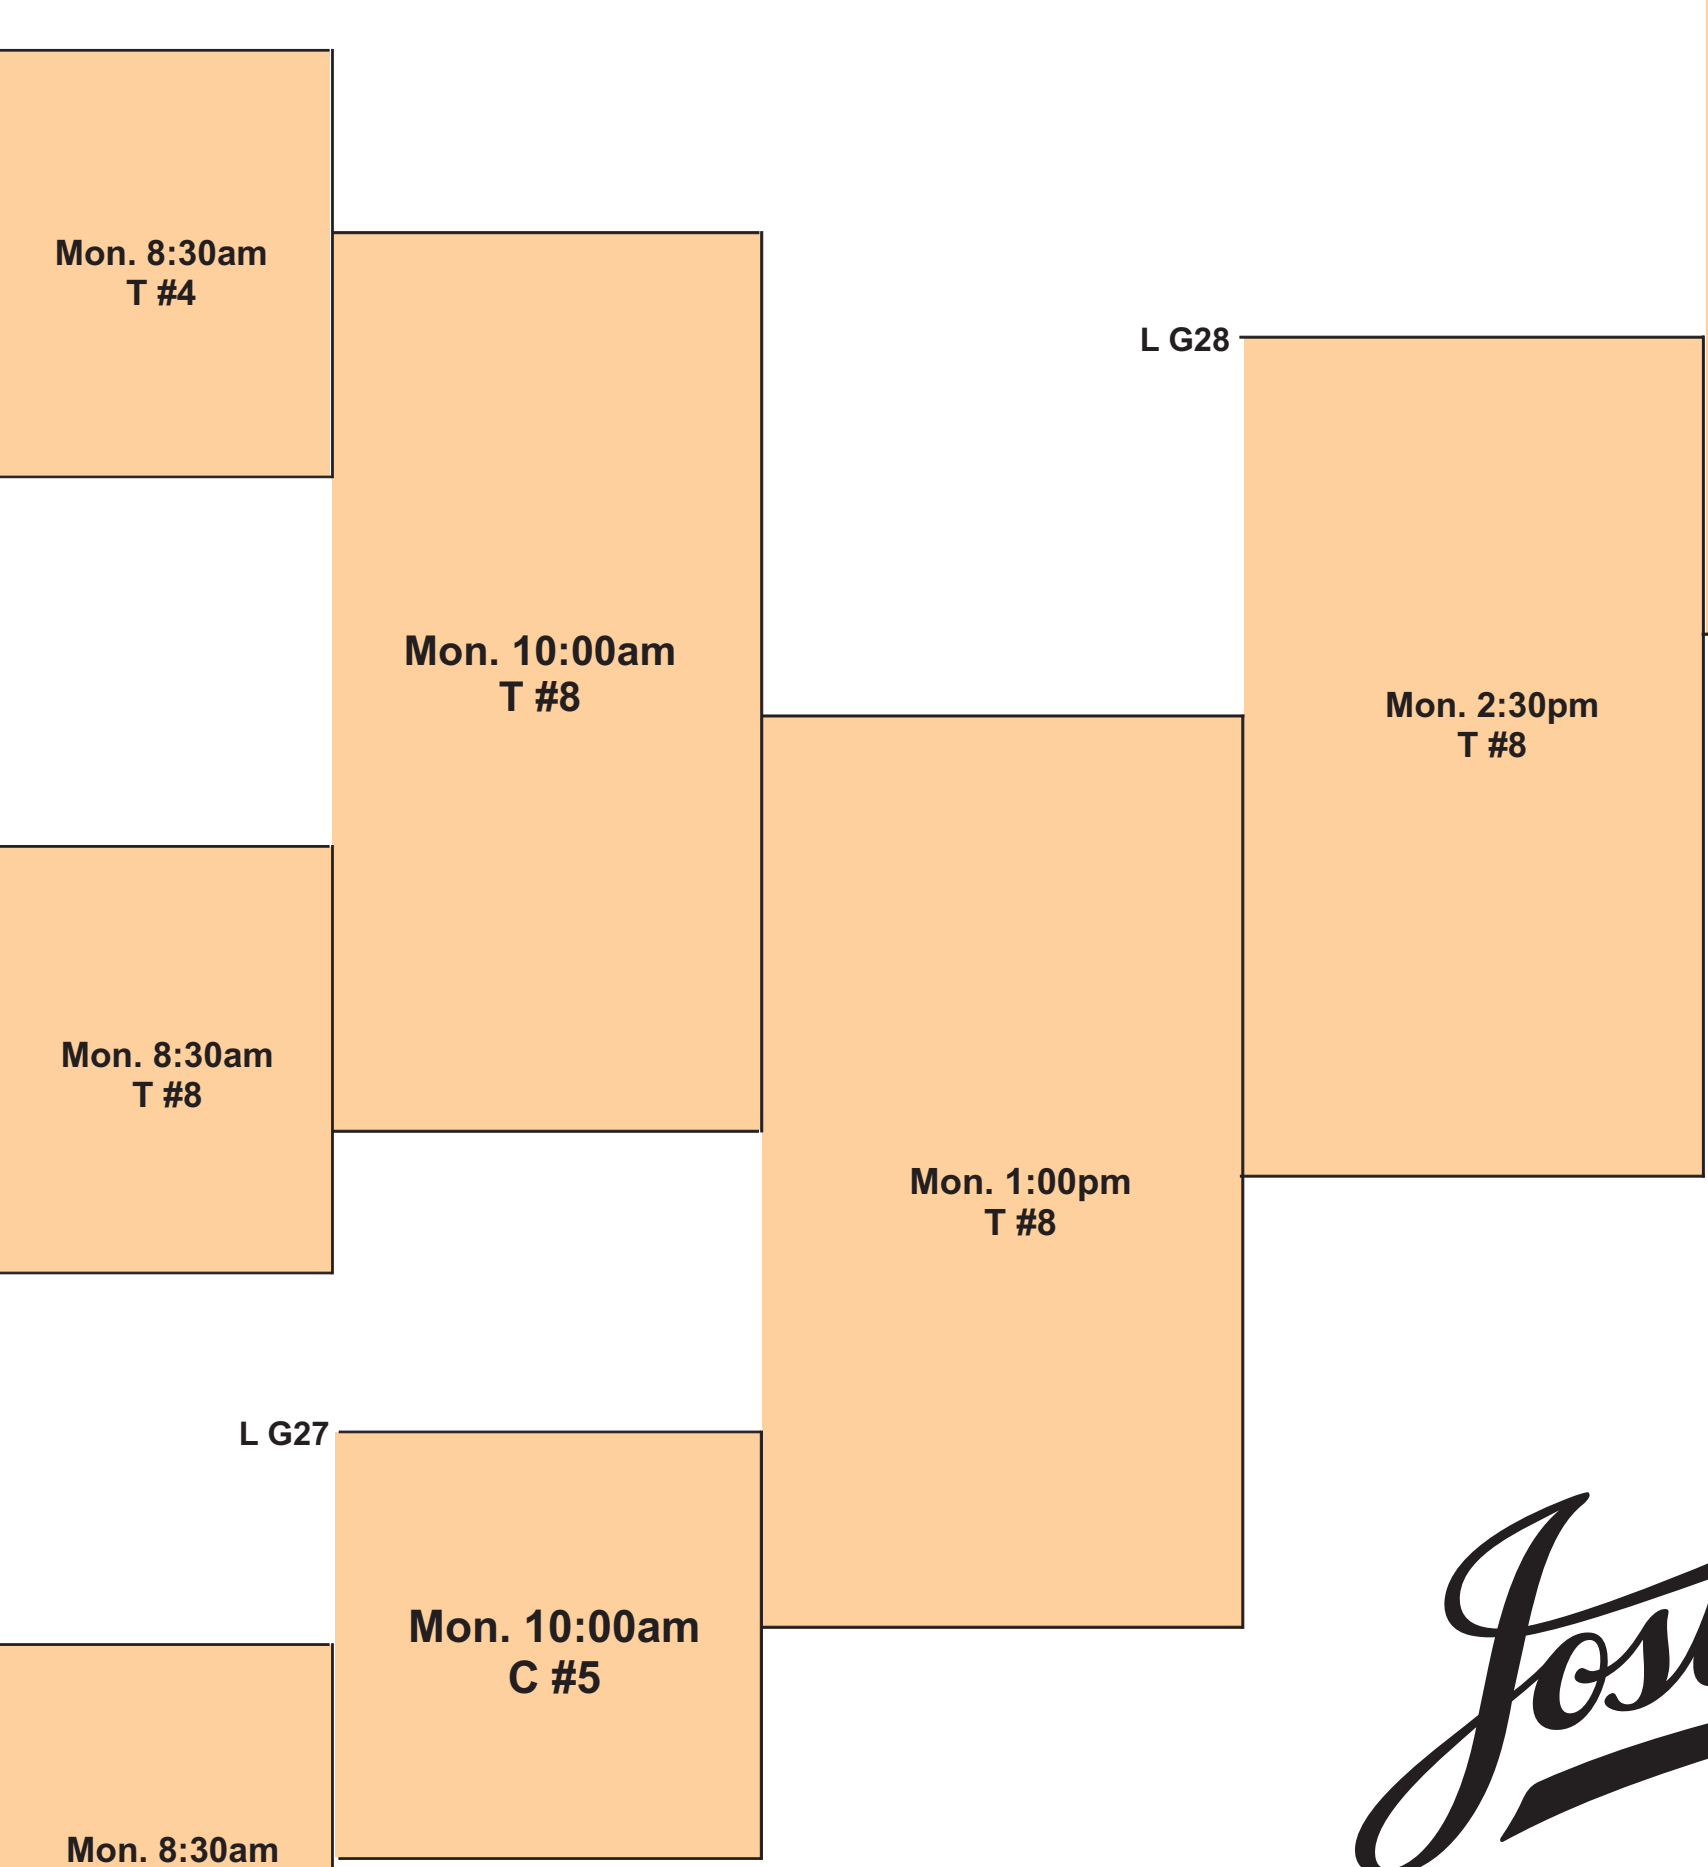 Mon. 8:30am
T #4
L G28
Mon. 10:00am
T #8
Mon. 2:30pm
T #8
Mon. 8:30am
T #8
Mon. 1:00pm
T #8
L G27
Mon. 10:00am
C #5
Mon. 8:30am